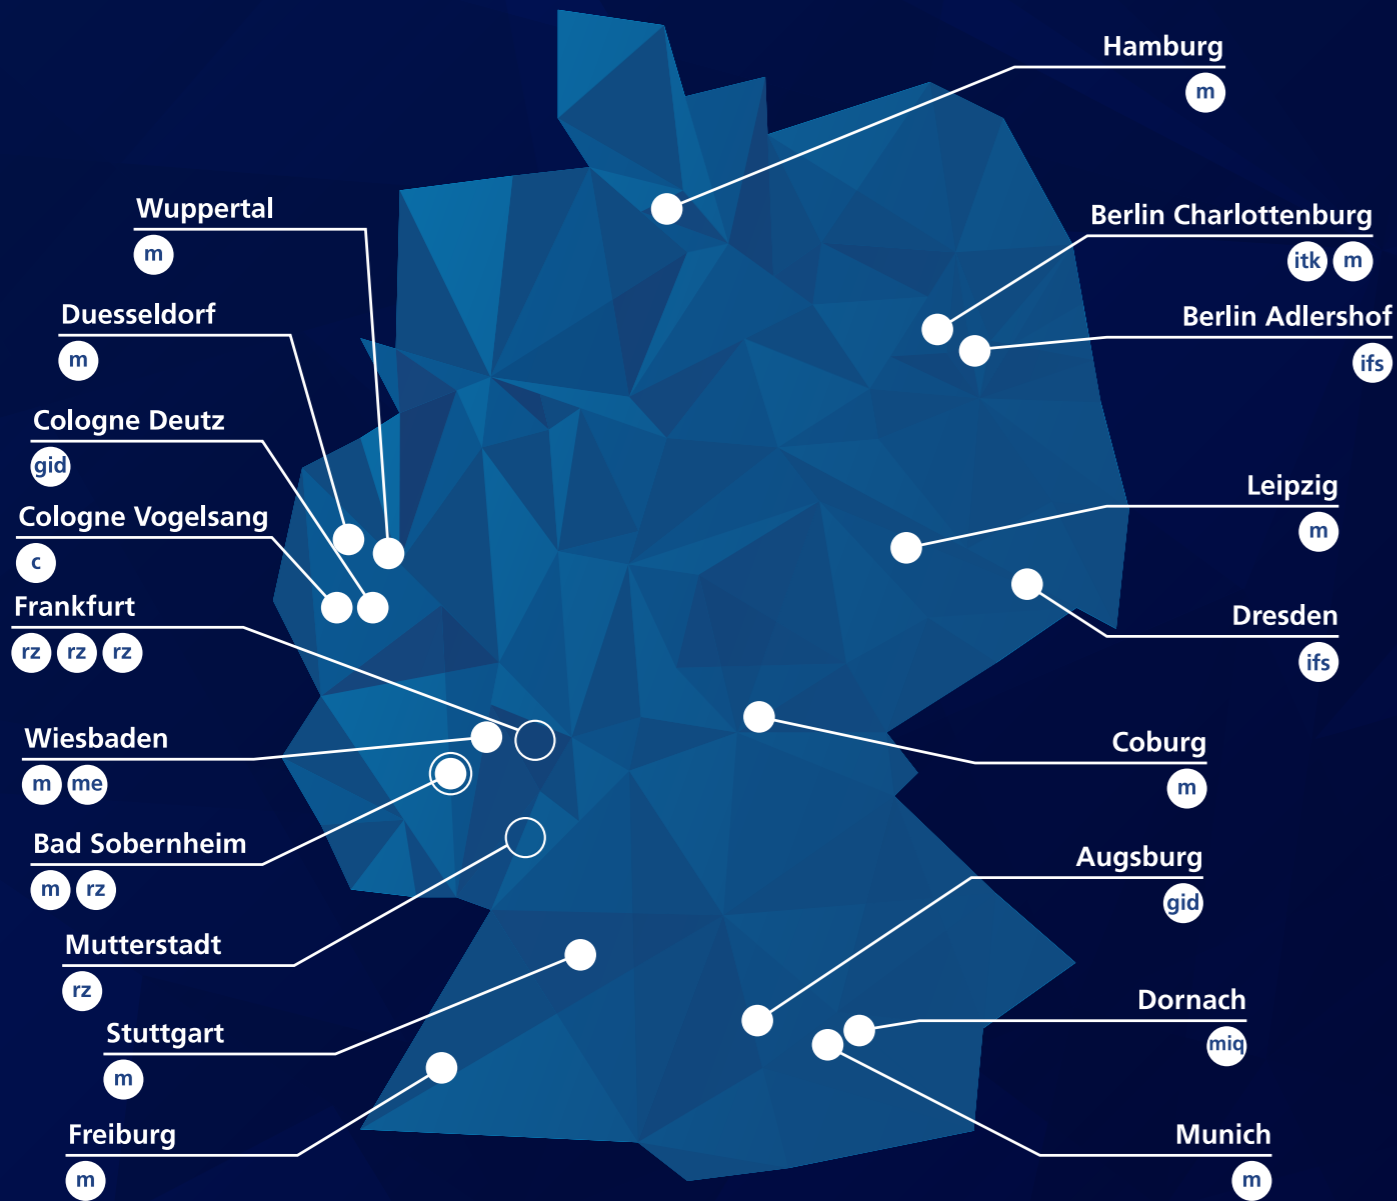 Hamburg
m
Wuppertal
m
Berlin Charlottenburg
itk m
Duesseldorf
m
Berlin Adlershof
ifs
Cologne Deutz
gid
Leipzig
m
Cologne Vogelsang
c
Frankfurt
rz rz rz
Dresden
ifs
Wiesbaden
m me
Coburg
m
Bad Sobernheim
m rz
Augsburg
gid
Mutterstadt
rz
Dornach
miq
Stuttgart
m
Freiburg
m
Munich
m